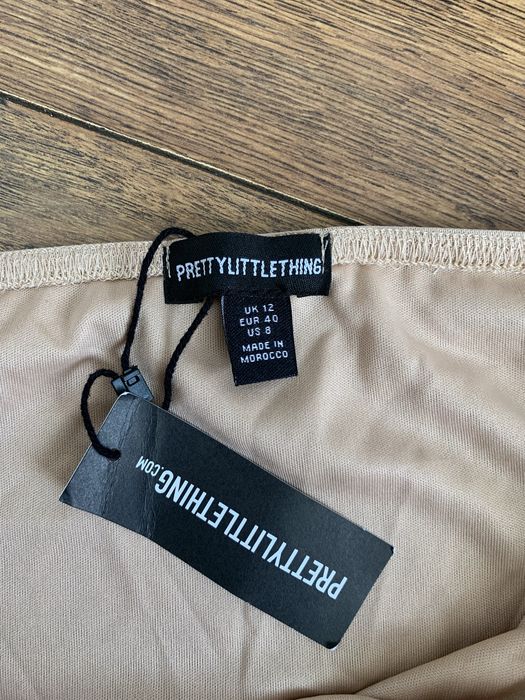 PRETTYLITTLETHING
UK 12
EUR 40
US 8
MADE IN
MOROCCO
PRETTYLITTLETHING.COM